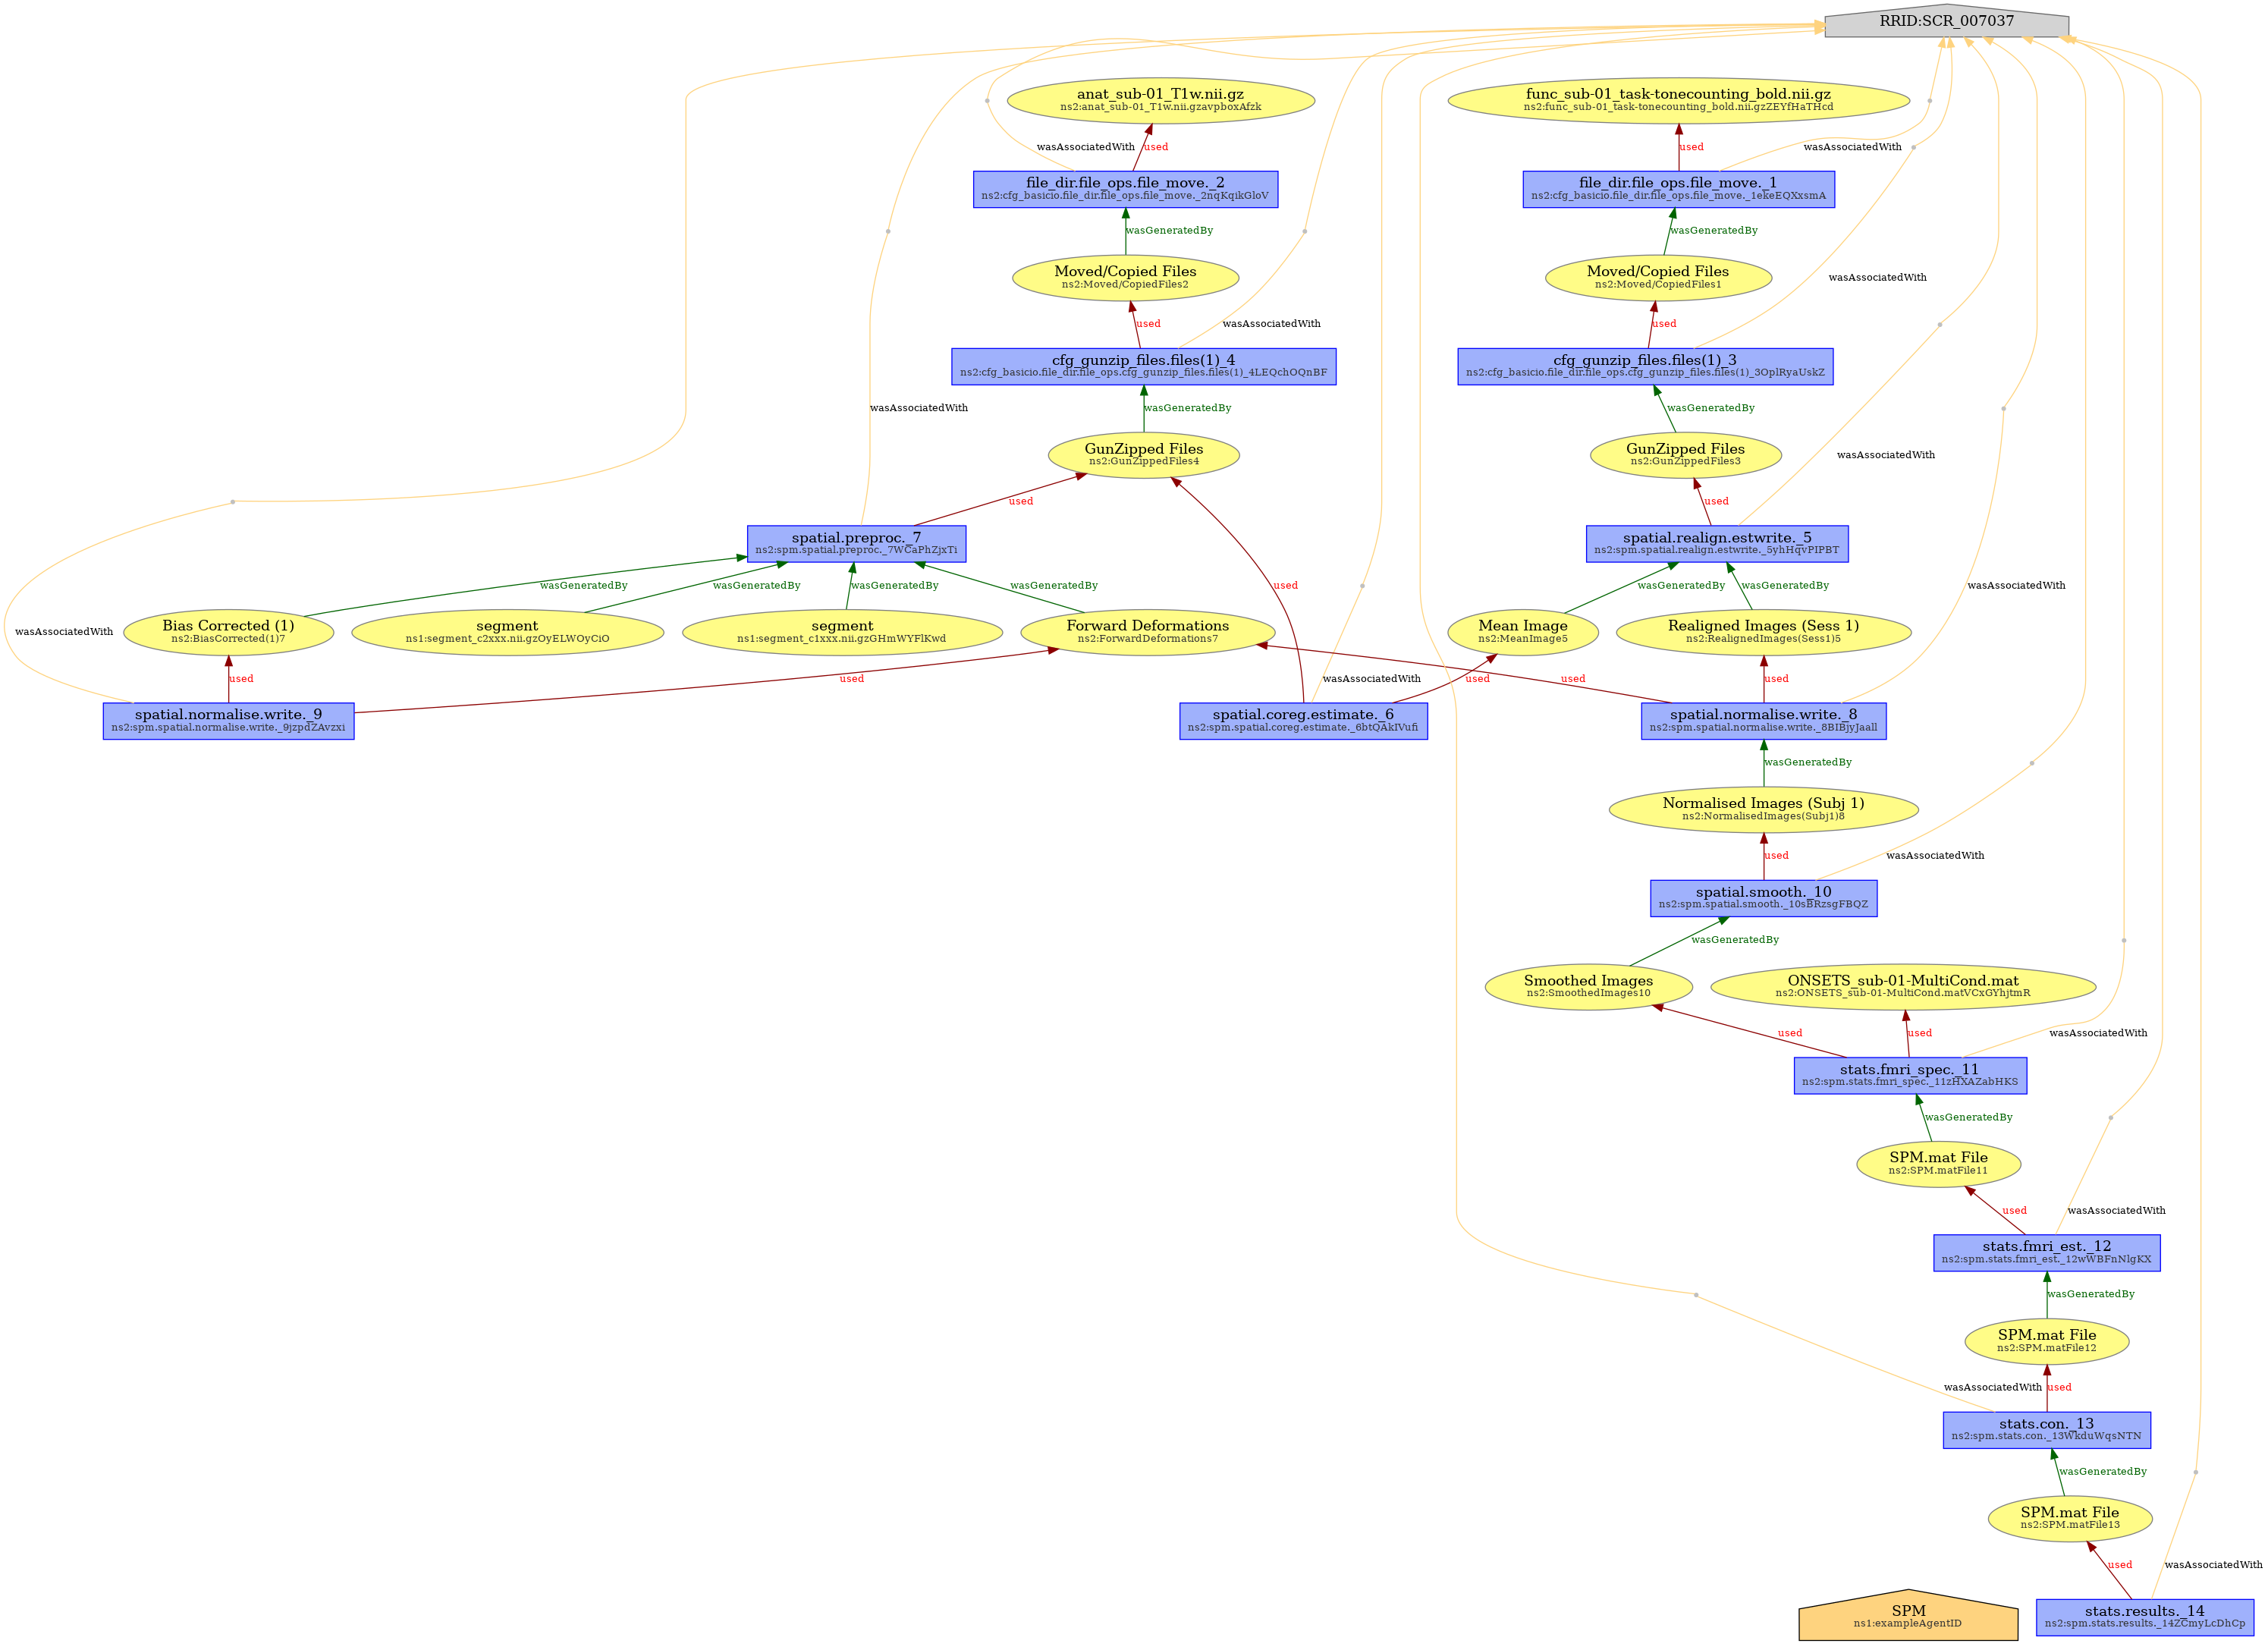 RRID:SCR_007037
anat_sub-01_T1w.nii.gz
ns2:anat_sub-01_T1w.nii.gzavpboxAfzk
func_sub-01_task-tonecounting_bold.nii.gz
ns2:func_sub-01_task-tonecounting_bold.nii.gzZEYfHaTHcd
wasAssociatedWith
used
used
wasAssociatedWith
file_dir.file_ops.file_move._2
ns2:cfg_basicio.file_dir.file_ops.file_move._2nqKqikGloV
file_dir.file_ops.file_move._1
ns2:cfg_basicio.file_dir.file_ops.file_move._1ekeEQXxsmA
wasGeneratedBy
wasGeneratedBy
Moved/Copied Files
ns2:Moved/CopiedFiles2
Moved/Copied Files
ns2:Moved/CopiedFiles1
wasAssociatedWith
used
wasAssociatedWith
used
cfg_gunzip_files.files(1)_4
ns2:cfg_basicio.file_dir.file_ops.cfg_gunzip_files.files(1)_4LEQchOQnBF
cfg_gunzip_files.files(1)_3
ns2:cfg_basicio.file_dir.file_ops.cfg_gunzip_files.files(1)_3OplRyaUskZ
wasAssociatedWith
wasGeneratedBy
wasGeneratedBy
GunZipped Files
ns2:GunZippedFiles4
GunZipped Files
ns2:GunZippedFiles3
wasAssociatedWith
used
used
spatial.preproc._7
ns2:spm.spatial.preproc._7WCaPhZjxTi
spatial.realign.estwrite._5
ns2:spm.spatial.realign.estwrite._5yhHqvPIPBT
wasGeneratedBy
wasGeneratedBy
wasGeneratedBy
wasGeneratedBy
used
wasGeneratedBy
wasGeneratedBy
wasAssociatedWith
wasAssociatedWith
Bias Corrected (1)
ns2:BiasCorrected(1)7
segment
ns1:segment_c2xxx.nii.gzOyELWOyCiO
segment
ns1:segment_c1xxx.nii.gzGHmWYFlKwd
Forward Deformations
ns2:ForwardDeformations7
Mean Image
ns2:MeanImage5
Realigned Images (Sess 1)
ns2:RealignedImages(Sess1)5
used
used
wasAssociatedWith
used
used
used
spatial.normalise.write._9
ns2:spm.spatial.normalise.write._9jzpdZAvzxi
spatial.coreg.estimate._6
ns2:spm.spatial.coreg.estimate._6btQAkIVufi
spatial.normalise.write._8
ns2:spm.spatial.normalise.write._8BIBjyJaall
wasGeneratedBy
Normalised Images (Subj 1)
ns2:NormalisedImages(Subj1)8
used
wasAssociatedWith
spatial.smooth._10
ns2:spm.spatial.smooth._10sBRzsgFBQZ
wasGeneratedBy
Smoothed Images
ns2:SmoothedImages10
ONSETS_sub-01-MultiCond.mat
ns2:ONSETS_sub-01-MultiCond.matVCxGYhjtmR
used
used
wasAssociatedWith
stats.fmri_spec._11
ns2:spm.stats.fmri_spec._11zHXAZabHKS
wasGeneratedBy
SPM.mat File
ns2:SPM.matFile11
used
wasAssociatedWith
stats.fmri_est._12
ns2:spm.stats.fmri_est._12wWBFnNlgKX
wasGeneratedBy
SPM.mat File
ns2:SPM.matFile12
wasAssociatedWith
used
stats.con._13
ns2:spm.stats.con._13WkduWqsNTN
wasGeneratedBy
SPM.mat File
ns2:SPM.matFile13
used
wasAssociatedWith
SPM
ns1:exampleAgentID
stats.results._14
ns2:spm.stats.results._14ZCmyLcDhCp